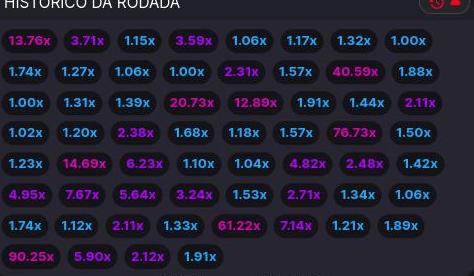 HISTÓRICO DA RODADA
13.76x 3.71x 1.15x 3.59x 1.06x 1.17x 1.32x 1.00x
1.74x 1.27x 1.06x 1.00x 2.31x 1.57x 40.59x 1.88x
1.00x 1.31x 1.39x 20.73x 12.89x 1.91x 1.44x 2.11x
1.02x 1.20x 2.38x 1.68x 1.18x 1.57x 76.73x 1.50x
1.23x 14.69x 6.23x 1.10x 1.04x 4.82x 2.48x 1.42x
4.95x 7.67x 5.64x 3.24x 1.53x 2.71x 1.34x 1.06x
1.74x 1.12x 2.11x 1.33x 61.22x 7.14x 1.21x 1.89x
90.25x 5.90x 2.12x 1.91x